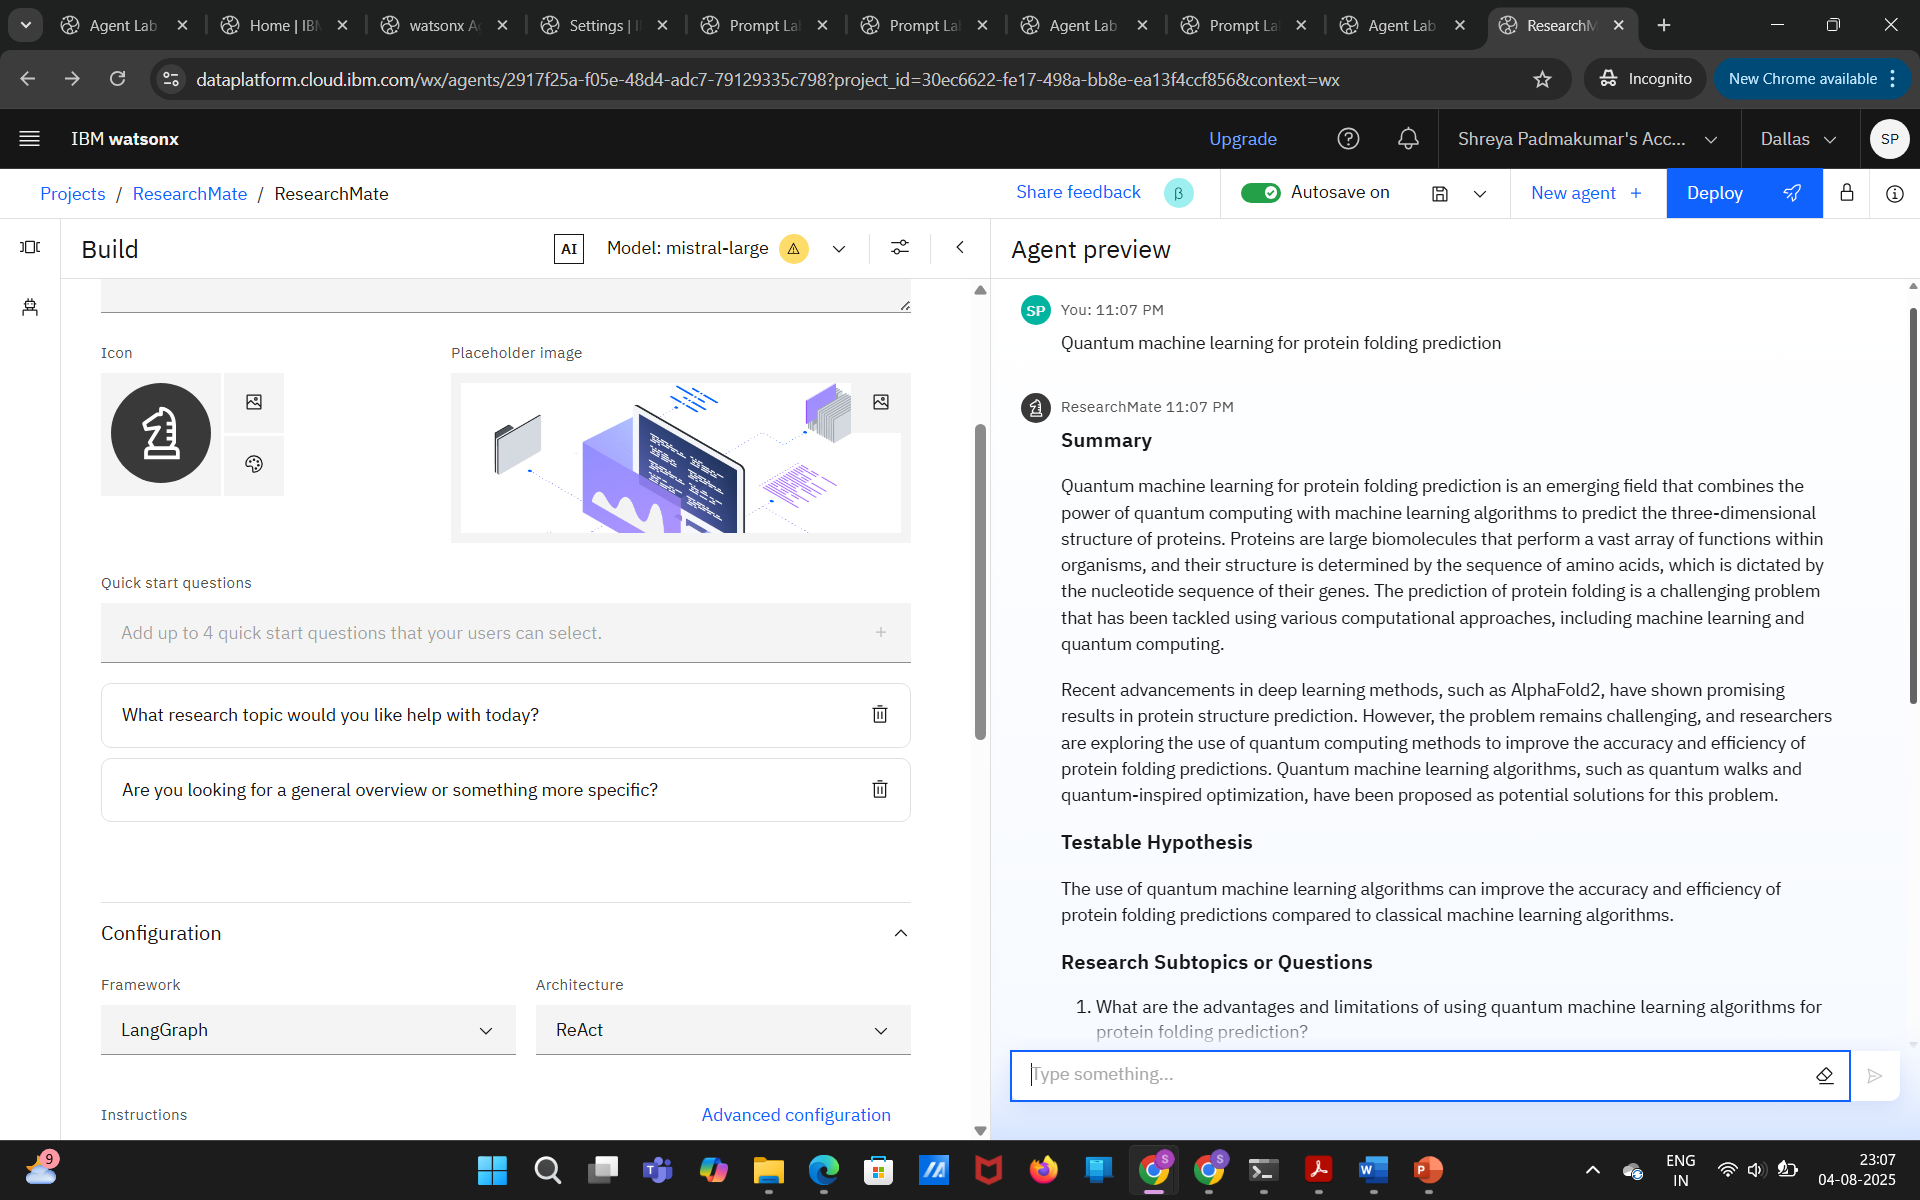 Agent Lab
Home | IB
watsonx Ag
Settings | I
Prompt La
Prompt La
Agent Lab
Prompt La
Agent Lab
ResearchM
dataplatform.cloud.ibm.com/wx/agents/2917f25a-f05e-48d4-adc7-79129335c798?project_id=30ec6622-fe17-498a-bb8e-ea13f4ccf856&context=wx
Incognito
New Chrome available
IBM watsonx
Upgrade
Shreya Padmakumar's Acc...
Dallas
SP
Projects / ResearchMate / ResearchMate
Share feedback
β
Autosave on
New agent +
Deploy
Build
AI
Model: mistral-large
Icon
Placeholder image
Quick start questions
Add up to 4 quick start questions that your users can select.
What research topic would you like help with today?
Are you looking for a general overview or something more specific?
Configuration
Framework
Architecture
LangGraph
ReAct
Instructions
Advanced configuration
Agent preview
SP
You: 11:07 PM
Quantum machine learning for protein folding prediction
ResearchMate 11:07 PM
Summary
Quantum machine learning for protein folding prediction is an emerging field that combines the
power of quantum computing with machine learning algorithms to predict the three-dimensional
structure of proteins. Proteins are large biomolecules that perform a vast array of functions within
organisms, and their structure is determined by the sequence of amino acids, which is dictated by
the nucleotide sequence of their genes. The prediction of protein folding is a challenging problem
that has been tackled using various computational approaches, including machine learning and
quantum computing.
Recent advancements in deep learning methods, such as AlphaFold2, have shown promising
results in protein structure prediction. However, the problem remains challenging, and researchers
are exploring the use of quantum computing methods to improve the accuracy and efficiency of
protein folding predictions. Quantum machine learning algorithms, such as quantum walks and
quantum-inspired optimization, have been proposed as potential solutions for this problem.
Testable Hypothesis
The use of quantum machine learning algorithms can improve the accuracy and efficiency of
protein folding predictions compared to classical machine learning algorithms.
Research Subtopics or Questions
1. What are the advantages and limitations of using quantum machine learning algorithms for
protein folding prediction?
Type something...
9
ENG
IN
23:07
04-08-2025